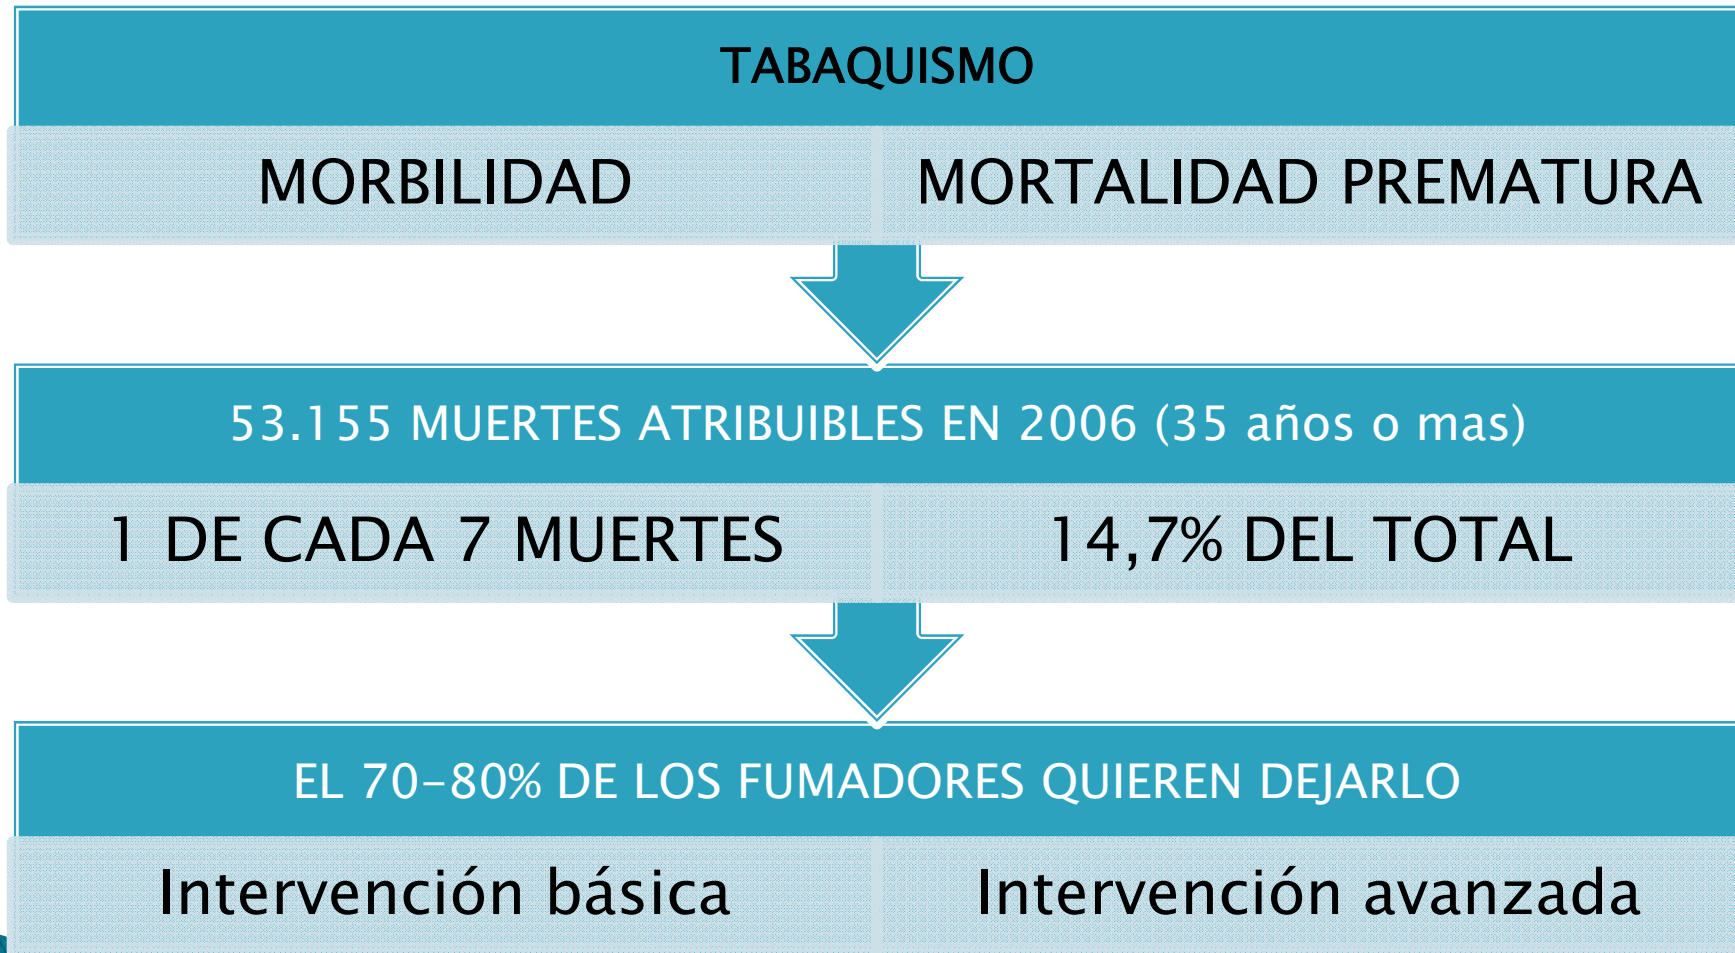 TABAQUISMO
MORBILIDAD
MORTALIDAD PREMATURA
53.155 MUERTES ATRIBUIBLES EN 2006 (35 años o mas)
1 DE CADA 7 MUERTES
14,7% DEL TOTAL
EL 70-80% DE LOS FUMADORES QUIEREN DEJARLO
Intervención básica
Intervención avanzada